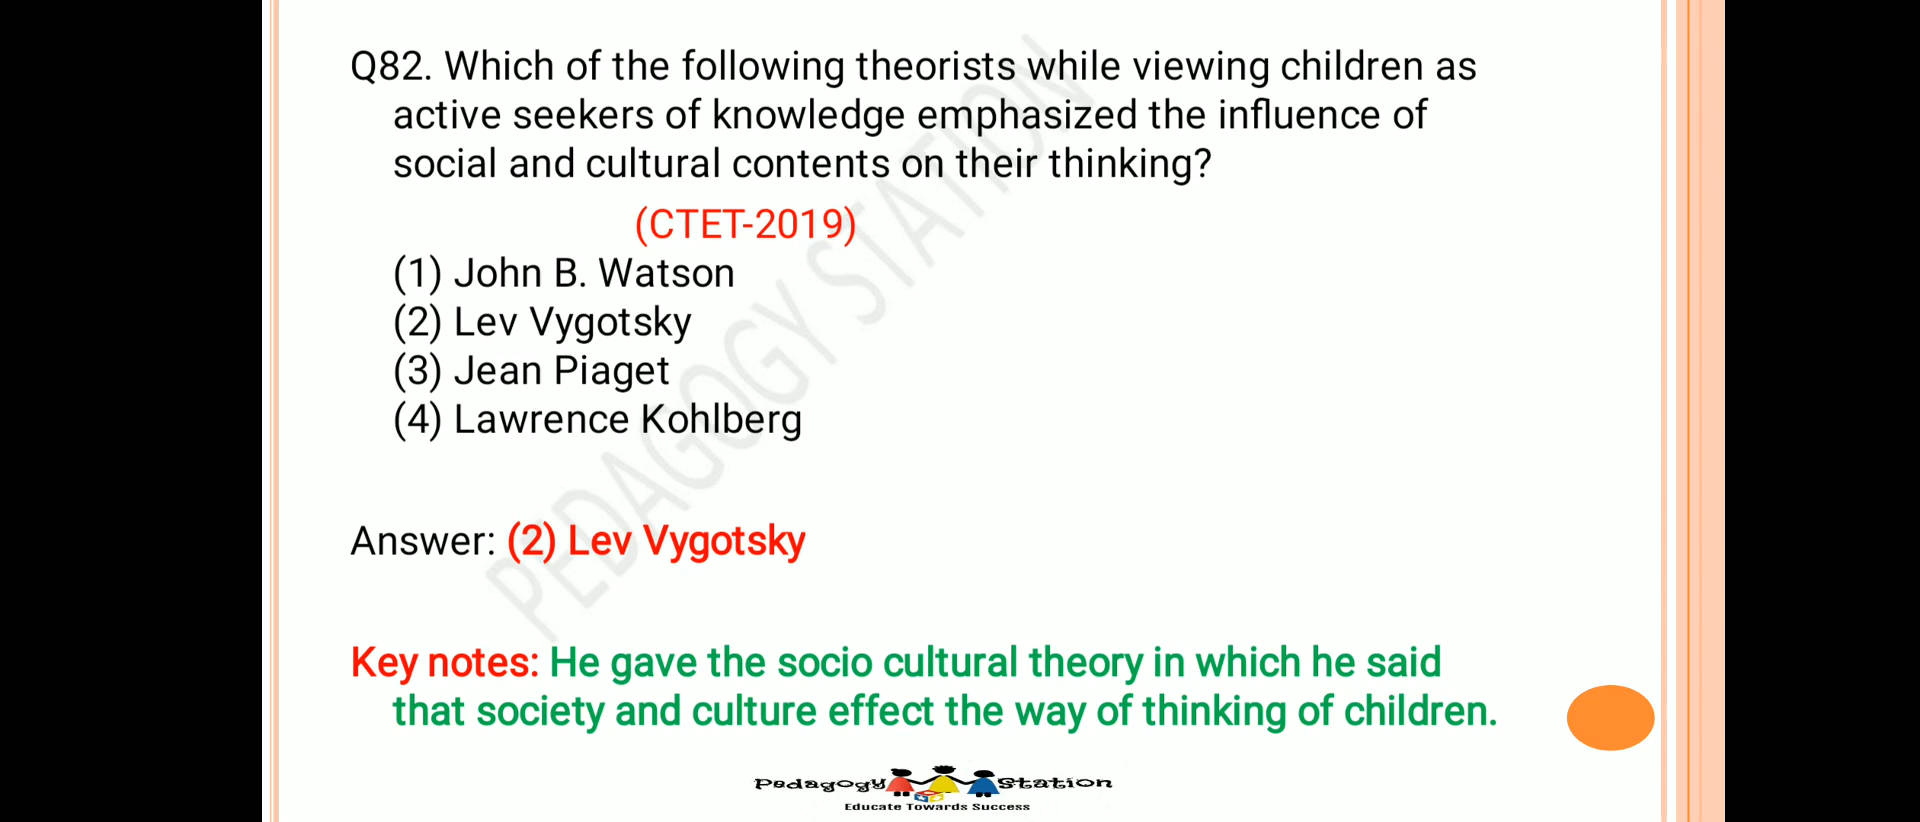 Q82. Which of the following theorists while viewing children as
active seekers of knowledge emphasized the influence of
social and cultural contents on their thinking?
(CTET-2019)
(1) John B. Watson
(2) Lev Vygotsky
(3) Jean Piaget
(4) Lawrence Kohlberg
Answer: (2) Lev Vygotsky
Key notes: He gave the socio cultural theory in which he said
that society and culture effect the way of thinking of children.
PEDAGOGY STATION
Pedagogy Station
Educate Towards Success